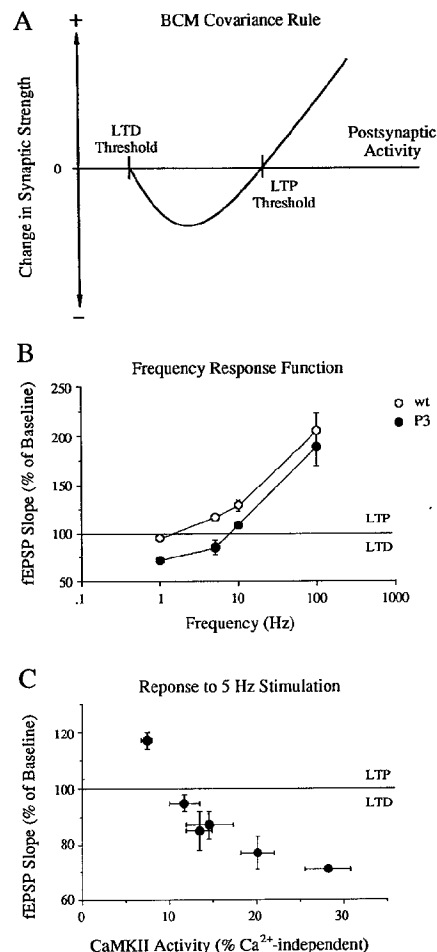 A
BCM Covariance Rule
+
Change in Synaptic Strength
0
−
LTD
Threshold
Postsynaptic
Activity
LTP
Threshold
B
Frequency Response Function
fEPSP Slope (% of Baseline)
250
200
150
100
50
wt
P3
LTP
LTD
.1
1
10
100
1000
Frequency (Hz)
C
Reponse to 5 Hz Stimulation
fEPSP Slope (% of Baseline)
120
100
80
60
LTP
LTD
0
10
20
30
CaMKII Activity (% Ca2+-independent)